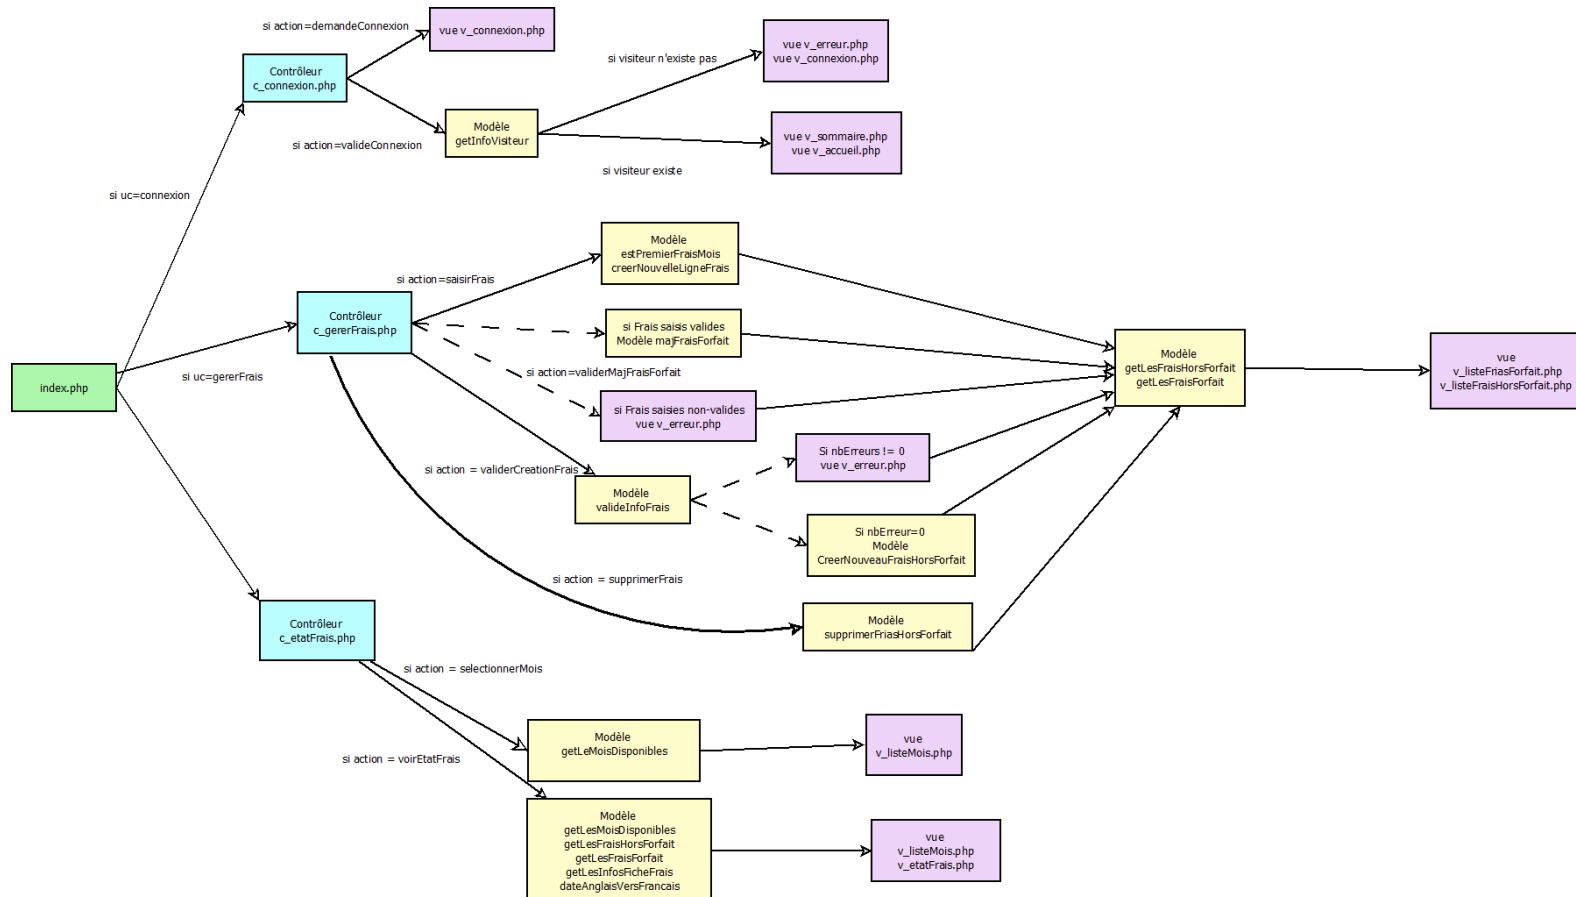 si action=demandeConnexion
vue v_connexion.php
Contrôleur
c_connexion.php
si visiteur n'existe pas
vue v_erreur.php
vue v_connexion.php
si action=valideConnexion
Modèle
getInfoVisiteur
vue v_sommaire.php
vue v_accueil.php
si visiteur existe
si uc=connexion
Modèle
estPremierFraisMois
creerNouvelleLigneFrais
si action=saisirFrais
Contrôleur
c_gererFrais.php
si Frais saisis valides
Modèle majFraisForfait
Modèle
getLesFraisHorsForfait
getLesFraisForfait
vue
v_listeFriasForfait.php
v_listeFraisHorsForfait.php
index.php
si uc=gererFrais
si action=validerMajFraisForfait
si Frais saisies non-valides
vue v_erreur.php
si action = validerCreationFrais
Si nbErreurs != 0
vue v_erreur.php
Modèle
valideInfoFrais
Si nbErreur=0
Modèle
CreerNouveauFraisHorsForfait
si action = supprimerFrais
Modèle
supprimerFriasHorsForfait
Contrôleur
c_etatFrais.php
si action = selectionnerMois
Modèle
getLeMoisDisponibles
vue
v_listeMois.php
si action = voirEtatFrais
Modèle
getLesMoisDisponibles
getLesFraisHorsForfait
getLesFraisForfait
getLesInfosFicheFrais
dateAnglaisVersFrancais
vue
v_listeMois.php
v_etatFrais.php